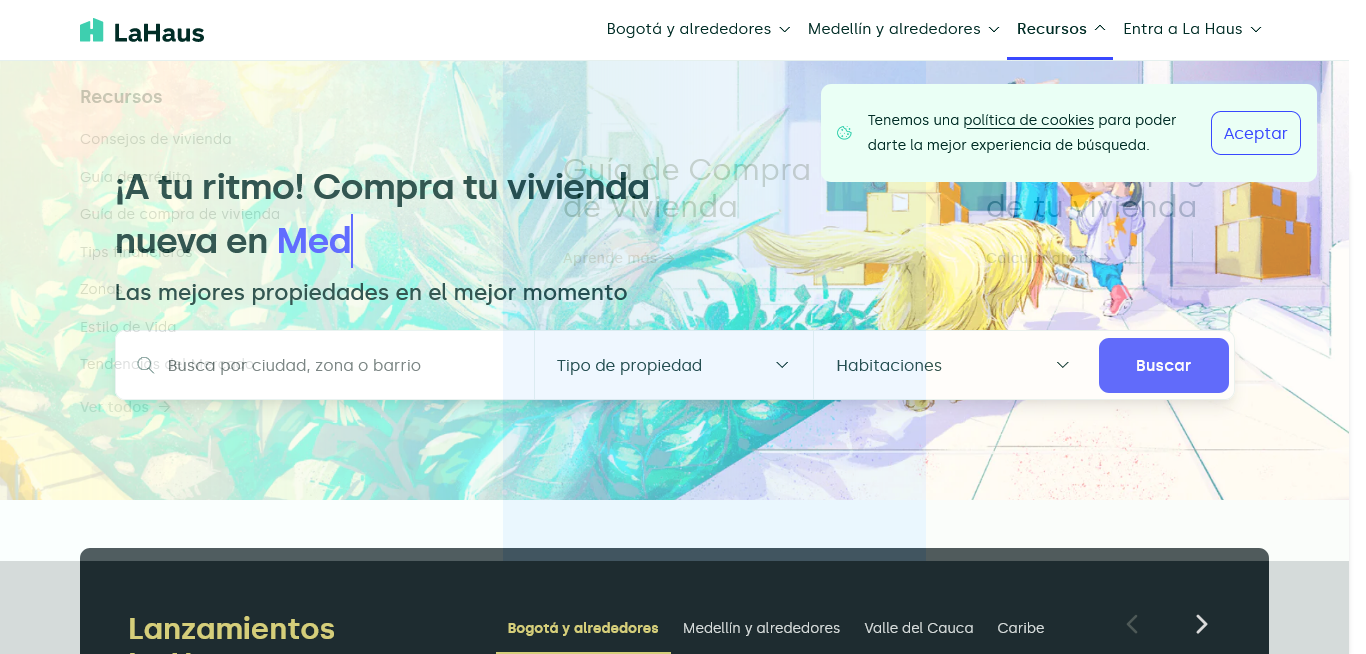 LaHaus
Bogotá y alrededores
Medellín y alrededores
Recursos
Entra a La Haus
Tenemos una política de cookies para poder
darte la mejor experiencia de búsqueda.
Aceptar
Recursos
Consejos de vivienda
Guía de crédito
Guía de compra de vivienda
Tips financieros
Zonas
Estilo de Vida
Ver todos
Guía de Compra
de Vivienda
Aprende más
de tu vivienda
¡A tu ritmo! Compra tu vivienda
nueva en Med
Las mejores propiedades en el mejor momento
Busca por ciudad, zona o barrio
Tipo de propiedad
Habitaciones
Buscar
Lanzamientos
Bogotá y alrededores
Medellín y alrededores
Valle del Cauca
Caribe